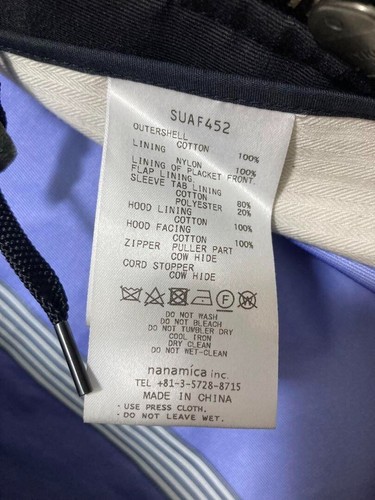 SUAF452
OUTERSHELL
COTTON 100%
LINING
NYLON 100%
LINING OF PLACKET FRONT.
FLAP LINING.
SLEEVE TAB LINING
COTTON 80%
POLYESTER 20%
HOOD LINING
COTTON 100%
HOOD FACING
COTTON 100%
ZIPPER PULLER PART
COW HIDE
CORD STOPPER
COW HIDE
F W
DO NOT WASH
DO NOT BLEACH
DO NOT TUMBLER DRY
COOL IRON
DRY CLEAN
DO NOT WET-CLEAN
nanamica inc.
TEL +81-3-5728-8715
MADE IN CHINA
· USE PRESS CLOTH.
· DO NOT LEAVE WET.